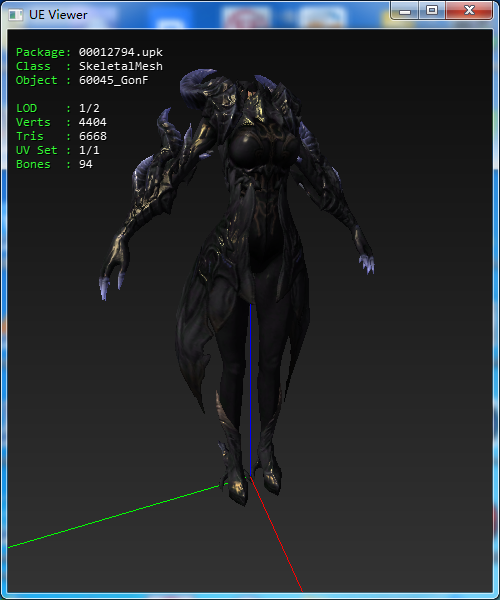 UE Viewer
Package: 00012794.upk
Class  : SkeletalMesh
Object : 60045_GonF
LOD    : 1/2
Verts  : 4404
Tris   : 6668
UV Set : 1/1
Bones  : 94